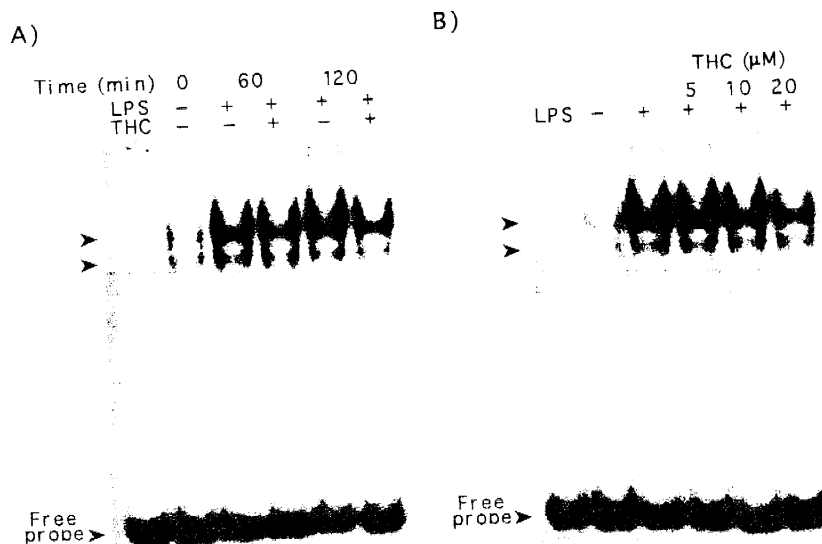 A)
Time (min) 0 60 120
LPS - + + + +
THC - - + - +
Free
probe
B)
THC (μM)
5 10 20
LPS - + + + +
Free
probe